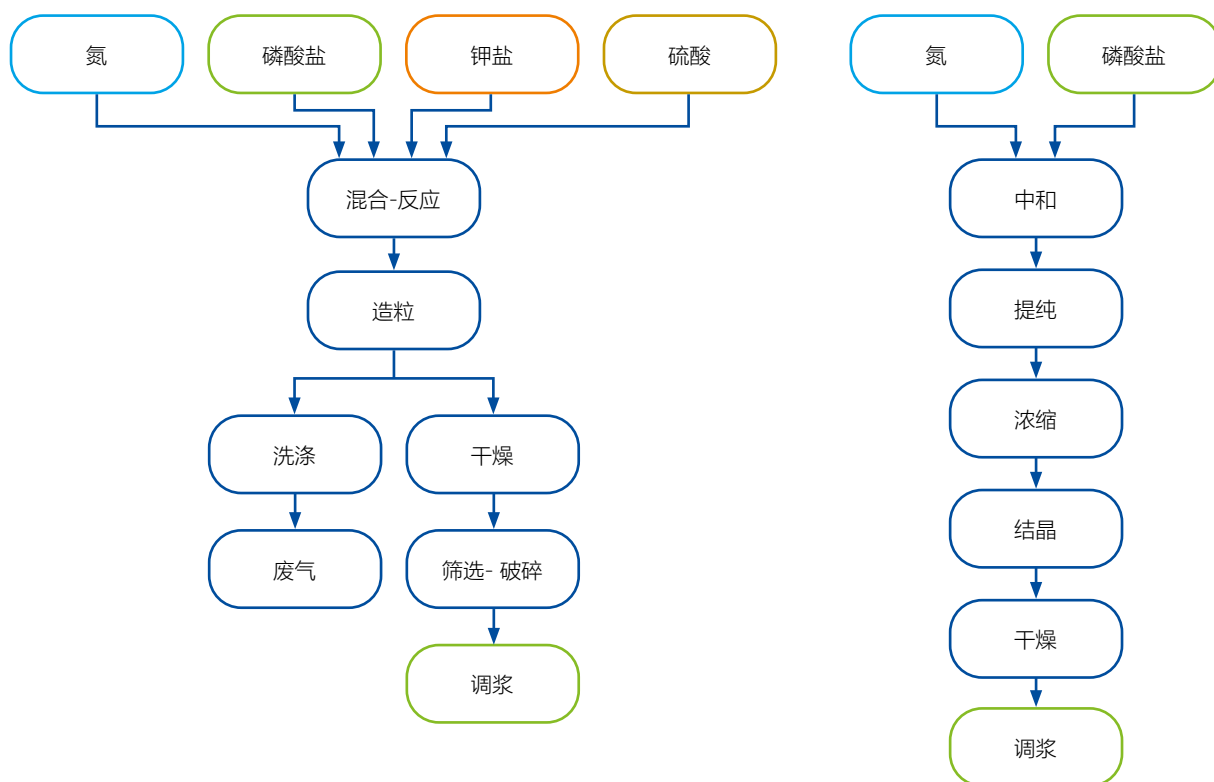 氮
磷酸盐
钾盐
硫酸
混合-反应
造粒
洗涤
干燥
废气
筛选- 破碎
调浆
氮
磷酸盐
中和
提纯
浓缩
结晶
干燥
调浆